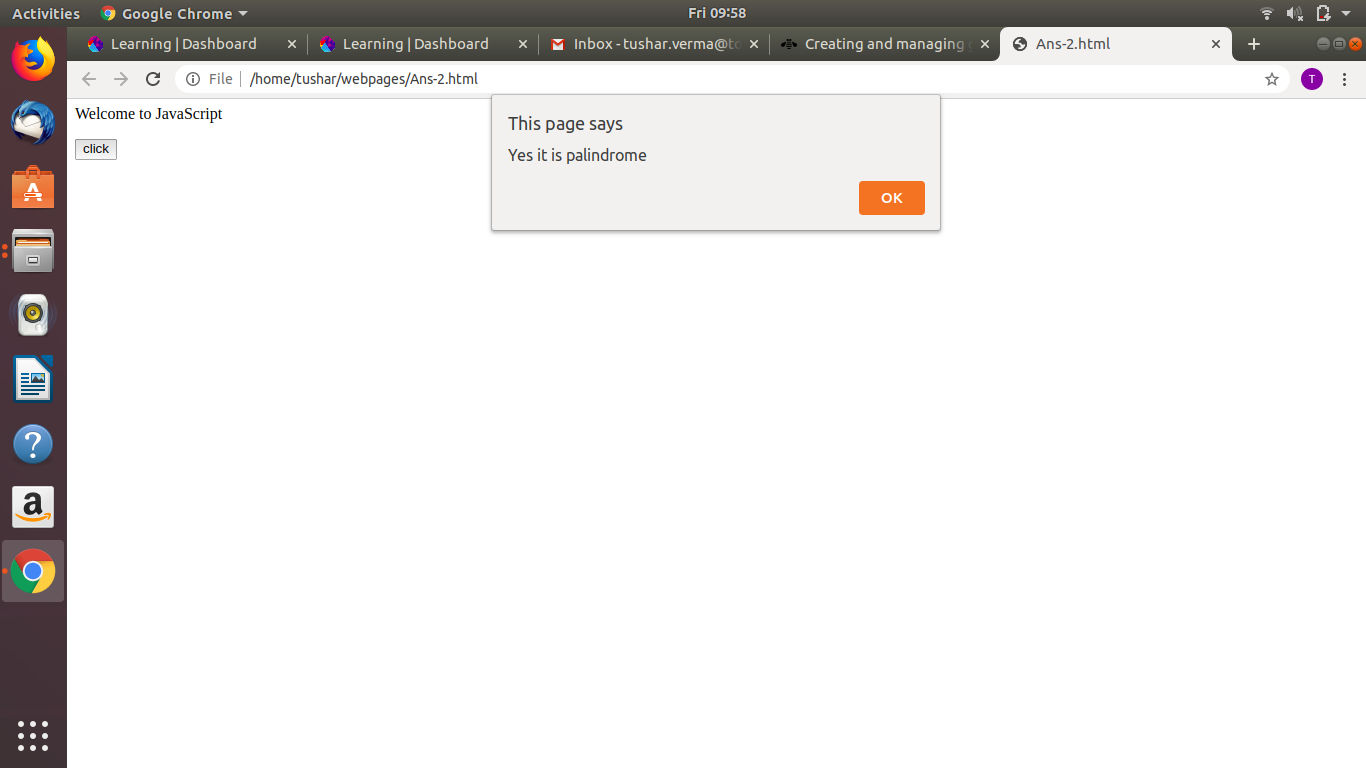 Activities Google Chrome Fri 09:58
Learning | Dashboard Learning | Dashboard Inbox - tushar.verma@to Creating and managing Ans-2.html
File /home/tushar/webpages/Ans-2.html T
Welcome to JavaScript
click
This page says
Yes it is palindrome
OK